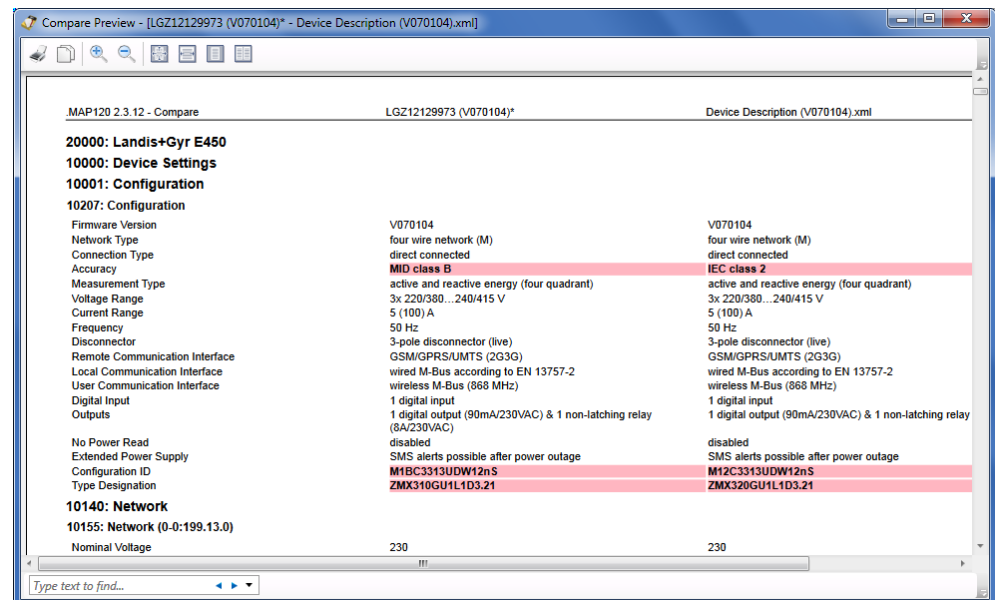 Compare Preview - [LGZ12129973 (V070104)* - Device Description (V070104).xml]
.MAP120 2.3.12 - Compare LGZ12129973 (V070104)* Device Description (V070104).xml
20000: Landis+Gyr E450
10000: Device Settings
10001: Configuration
10207: Configuration
Firmware Version V070104 V070104
Network Type four wire network (M) four wire network (M)
Connection Type direct connected direct connected
Accuracy MID class B IEC class 2
Measurement Type active and reactive energy (four quadrant) active and reactive energy (four quadrant)
Voltage Range 3x 220/380...240/415 V 3x 220/380...240/415 V
Current Range 5 (100) A 5 (100) A
Frequency 50 Hz 50 Hz
Disconnector 3-pole disconnector (live) 3-pole disconnector (live)
Remote Communication Interface GSM/GPRS/UMTS (2G3G) GSM/GPRS/UMTS (2G3G)
Local Communication Interface wired M-Bus according to EN 13757-2 wired M-Bus according to EN 13757-2
User Communication Interface wireless M-Bus (868 MHz) wireless M-Bus (868 MHz)
Digital Input 1 digital input 1 digital input
Outputs 1 digital output (90mA/230VAC) & 1 non-latching relay 1 digital output (90mA/230VAC) & 1 non-latching relay
(8A/230VAC)
No Power Read disabled disabled
Extended Power Supply SMS alerts possible after power outage SMS alerts possible after power outage
Configuration ID M1BC3313UDW12nS M12C3313UDW12nS
Type Designation ZMX310GU1L1D3.21 ZMX320GU1L1D3.21
10140: Network
10155: Network (0-0:199.13.0)
Nominal Voltage 230 230
Type text to find...